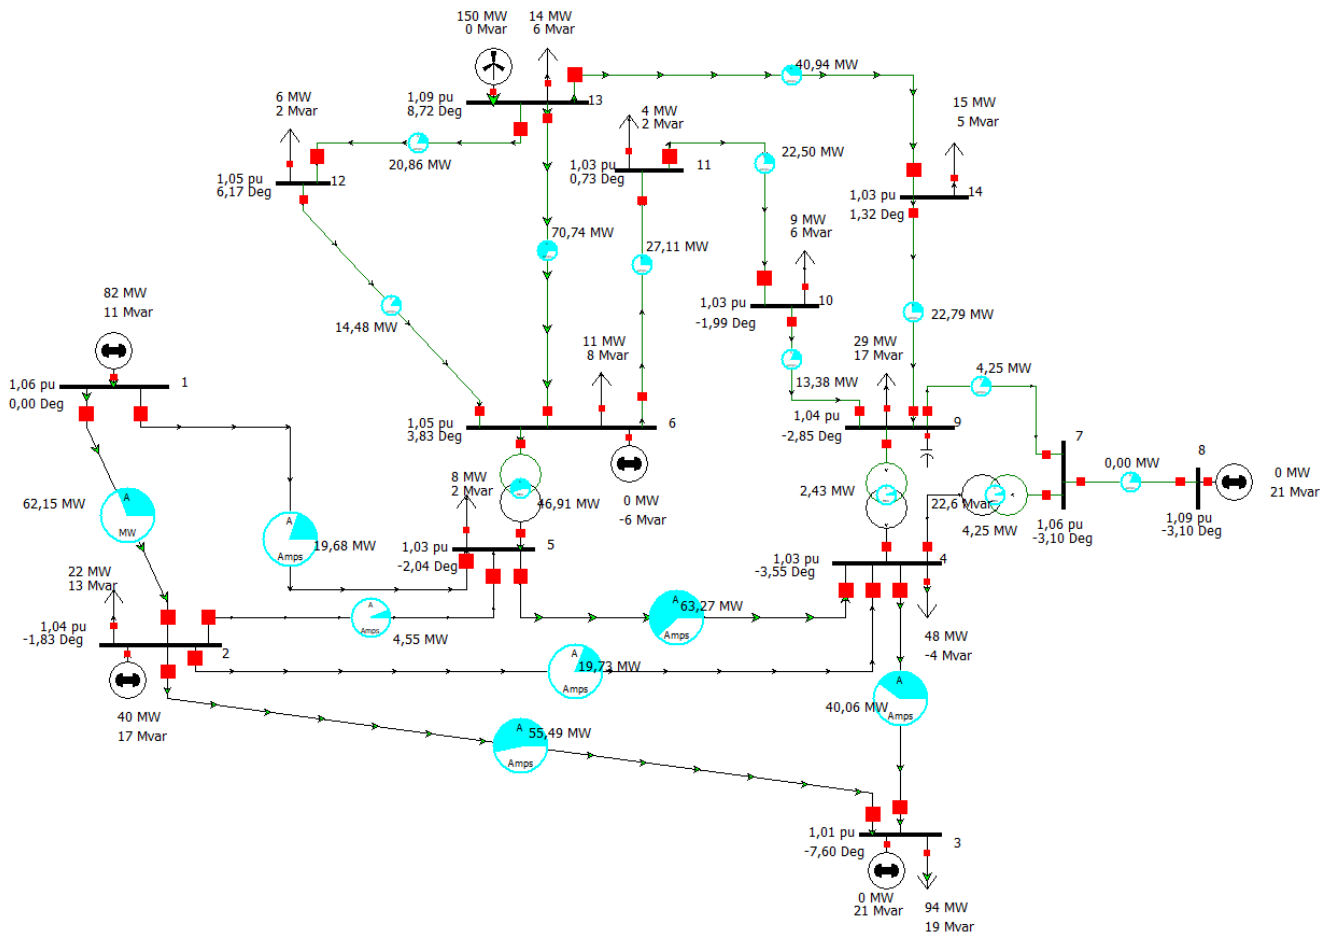 150 MW
0 Mvar
14 MW
6 Mvar
40,94 MW
1,09 pu
8,72 Deg
13
6 MW
2 Mvar
20,86 MW
4 MW
2 Mvar
22,50 MW
15 MW
5 Mvar
1,05 pu
6,17 Deg
12
1,03 pu
0,73 Deg
11
1,03 pu
1,32 Deg
14
70,74 MW
27,11 MW
9 MW
6 Mvar
82 MW
11 Mvar
14,48 MW
1,03 pu
-1,99 Deg
10
22,79 MW
11 MW
8 Mvar
29 MW
17 Mvar
13,38 MW
4,25 MW
1,06 pu
0,00 Deg
1
1,05 pu
3,83 Deg
6
1,04 pu
-2,85 Deg
9
7
8
0,00 MW
0 MW
21 Mvar
8 MW
2 Mvar
46,91 MW
0 MW
-6 Mvar
2,43 MW
22,6 Mvar
4,25 MW
1,06 pu
-3,10 Deg
1,09 pu
-3,10 Deg
62,15 MW
A
MW
A
19,68 MW
Amps
1,03 pu
-2,04 Deg
5
1,03 pu
-3,55 Deg
4
22 MW
13 Mvar
A
Amps
4,55 MW
A
63,27 MW
Amps
48 MW
-4 Mvar
1,04 pu
-1,83 Deg
2
A
19,73 MW
Amps
A
40,06 MW
Amps
40 MW
17 Mvar
A
55,49 MW
Amps
1,01 pu
-7,60 Deg
3
0 MW
21 Mvar
94 MW
19 Mvar